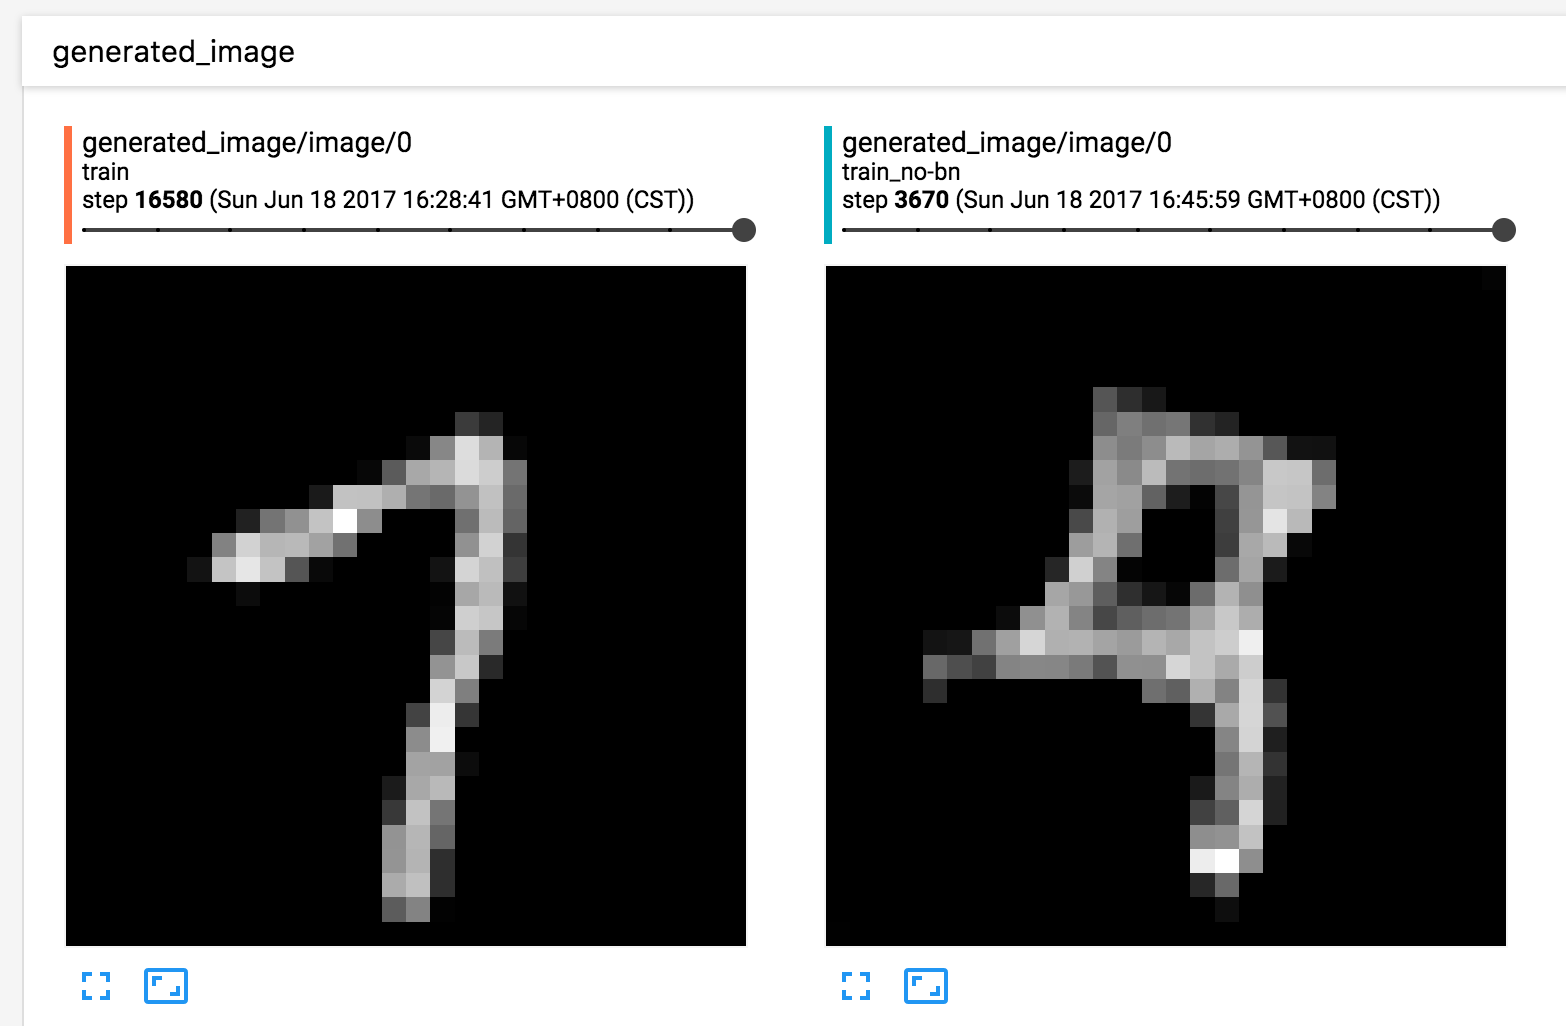 generated_image
generated_image/image/0
train
step 16580 (Sun Jun 18 2017 16:28:41 GMT+0800 (CST))
generated_image/image/0
train_no-bn
step 3670 (Sun Jun 18 2017 16:45:59 GMT+0800 (CST))